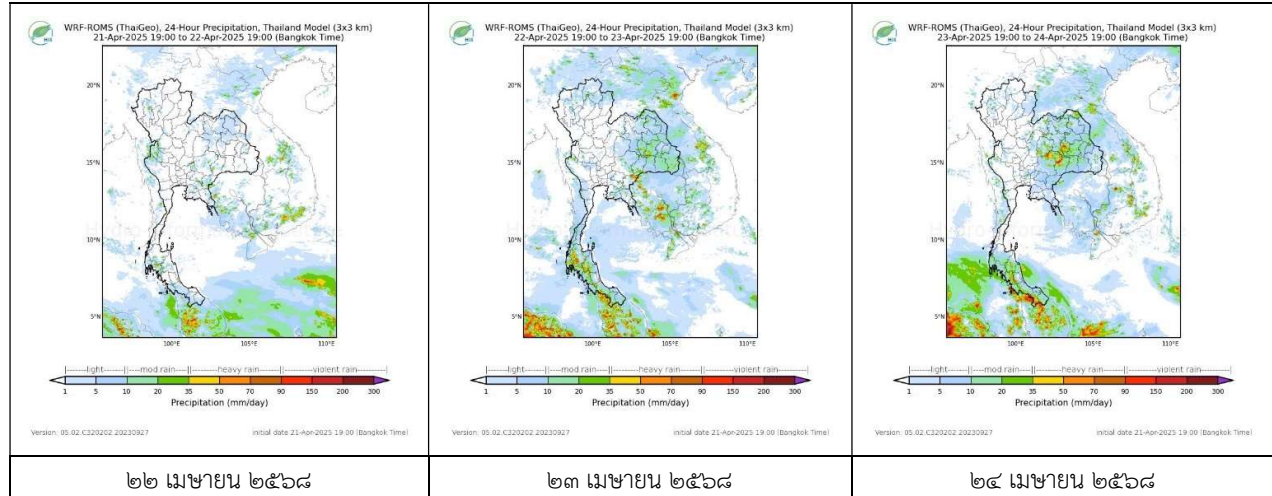 WRF-ROMS (ThaiGeo), 24-Hour Precipitation, Thailand Model (3x3 km)
21-Apr-2025 19:00 to 22-Apr-2025 19:00 (Bangkok Time)
20°N
15°N
10°N
5°N
100°E
105°E
110°E
light
mod rain
heavy rain
violent rain
1 5 10 20 35 50 70 90 150 200 300
Precipitation (mm/day)
Version: 05.02.C320202 20230927
initial date 21-Apr-2025 19:00 (Bangkok Time)
๒๒ เมษายน ๒๕๖๘
WRF-ROMS (ThaiGeo), 24-Hour Precipitation, Thailand Model (3x3 km)
22-Apr-2025 19:00 to 23-Apr-2025 19:00 (Bangkok Time)
20°N
15°N
10°N
5°N
100°E
105°E
110°E
light
mod rain
heavy rain
violent rain
1 5 10 20 35 50 70 90 150 200 300
Precipitation (mm/day)
Version: 05.02.C320202 20230927
initial date 21-Apr-2025 19:00 (Bangkok Time)
๒๓ เมษายน ๒๕๖๘
WRF-ROMS (ThaiGeo), 24-Hour Precipitation, Thailand Model (3x3 km)
23-Apr-2025 19:00 to 24-Apr-2025 19:00 (Bangkok Time)
20°N
15°N
10°N
5°N
100°E
105°E
110°E
light
mod rain
heavy rain
violent rain
1 5 10 20 35 50 70 90 150 200 300
Precipitation (mm/day)
Version: 05.02.C320202 20230927
initial date 21-Apr-2025 19:00 (Bangkok Time)
๒๔ เมษายน ๒๕๖๘